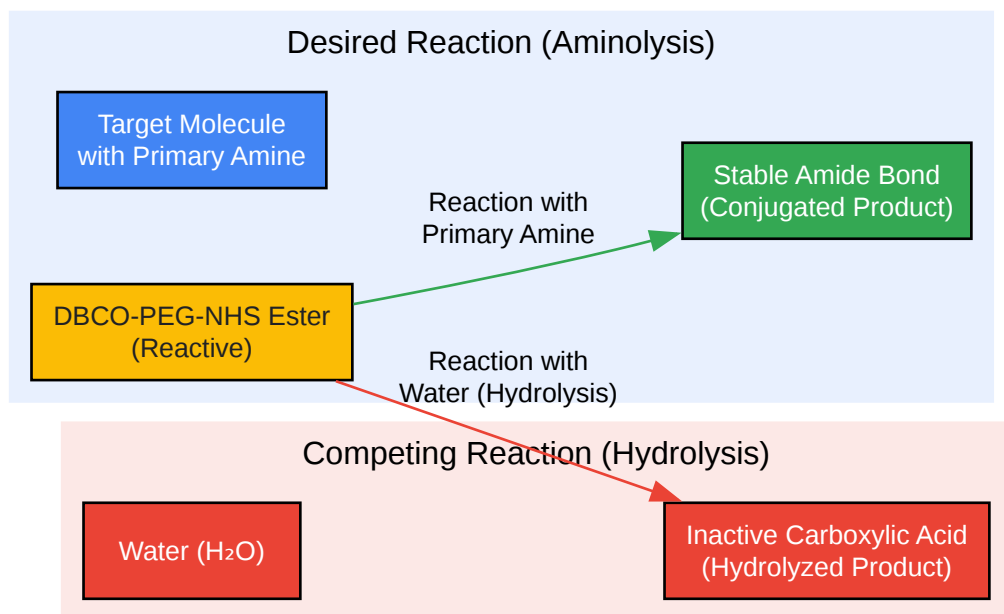 Desired Reaction (Aminolysis)
Target Molecule
with Primary Amine
Stable Amide Bond
(Conjugated Product)
Reaction with
Primary Amine
DBCO-PEG-NHS Ester
(Reactive)
Reaction with
Water (Hydrolysis)
Competing Reaction (Hydrolysis)
Water (H₂O)
Inactive Carboxylic Acid
(Hydrolyzed Product)